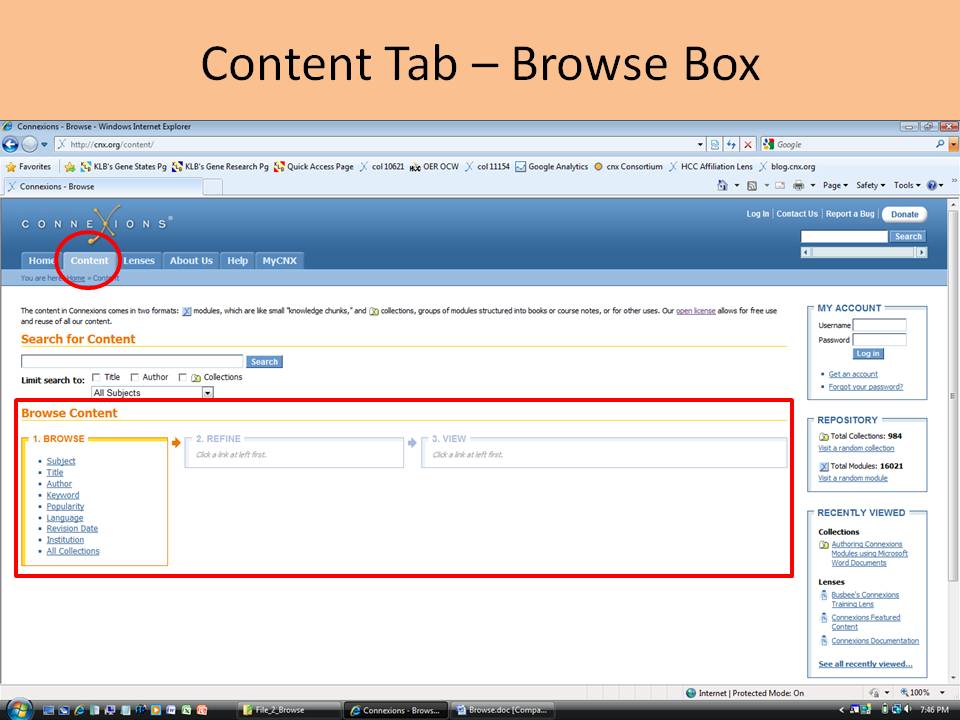 Content Tab – Browse Box
Connexions - Browse - Windows Internet Explorer
http://cnx.org/content/
Google
Favorites KLB's Gene States Pg KLB's Gene Research Pg Quick Access Page col 10621 OER OCW col 11154 Google Analytics cnx Consortium HCC Affiliation Lens blog.cnx.org
Connexions - Browse
Page Safety Tools
CONNEXIONS®
Log In | Contact Us | Report a Bug | Donate
Search
Home Content Lenses About Us Help MyCNX
You are here: Home » Content
The content in Connexions comes in two formats: modules, which are like small "knowledge chunks," and collections, groups of modules structured into books or course notes, or for other uses. Our open license allows for free use
and reuse of all our content.
Search for Content
Search
Limit search to: Title Author Collections
All Subjects
Browse Content
1. BROWSE
Subject
Title
Author
Keyword
Popularity
Language
Revision Date
Institution
All Collections
2. REFINE
Click a link at left first.
3. VIEW
Click a link at left first.
MY ACCOUNT
Username
Password
Log in
Get an account
Forgot your password?
REPOSITORY
Total Collections: 984
Visit a random collection
Total Modules: 16021
Visit a random module
RECENTLY VIEWED
Collections
Authoring Connexions
Modules using Microsoft
Word Documents
Lenses
Busbee's Connexions
Training Lens
Connexions Featured
Content
Connexions Documentation
See all recently viewed...
Internet | Protected Mode: On
100%
File_2_Browse
Connexions - Brows...
Browse.doc [Compa...
7:46 PM